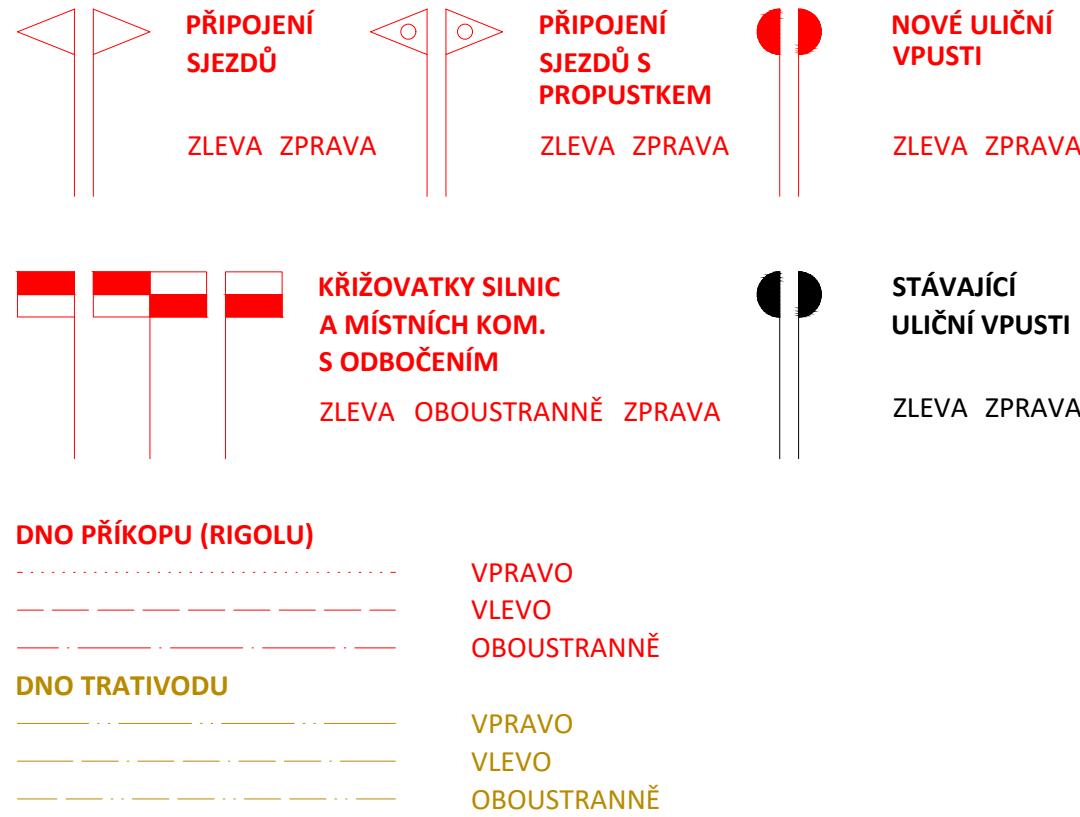 PŘIPOJENÍ
SJEZDŮ
ZLEVA ZPRAVA
PŘIPOJENÍ
SJEZDŮ S
PROPUSTKEM
ZLEVA ZPRAVA
NOVÉ ULIČNÍ
VPUSTI
ZLEVA ZPRAVA
KŘIŽOVATKY SILNIC
A MÍSTNÍCH KOM.
S ODBOČENÍM
ZLEVA OBOUSTRANNĚ ZPRAVA
STÁVAJÍCÍ
ULIČNÍ VPUSTI
ZLEVA ZPRAVA
DNO PŘÍKOPU (RIGOLU)
VPRAVO
VLEVO
OBOUSTRANNĚ
DNO TRATIVODU
VPRAVO
VLEVO
OBOUSTRANNĚ